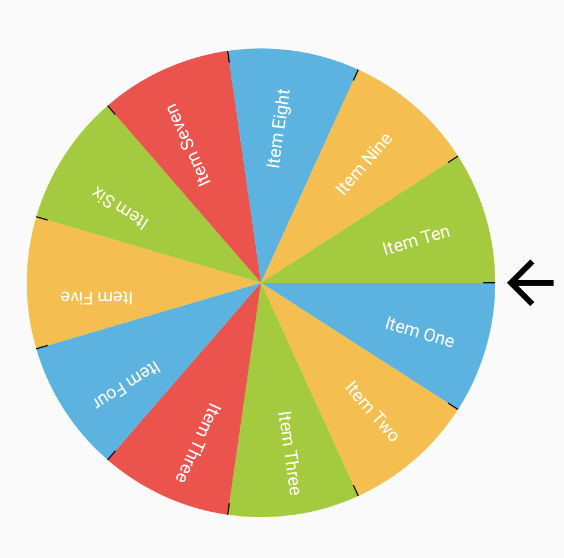 Item One
Item Two
Item Three
Item Three
Item Four
Item Five
Item Six
Item Seven
Item Eight
Item Nine
Item Ten